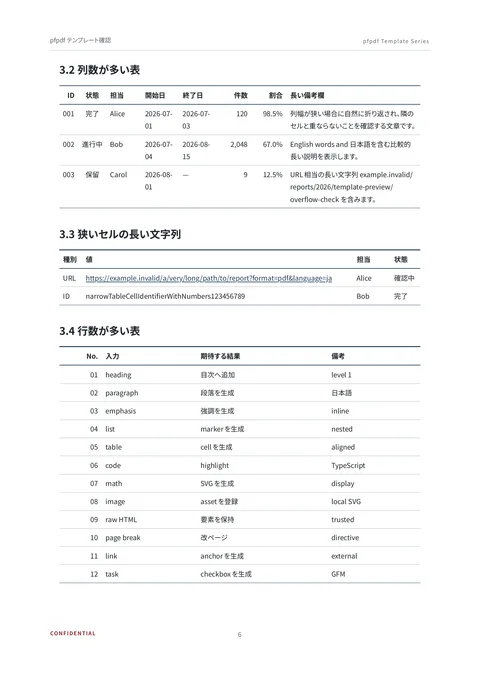 pfpdf テンプレート確認
pfpdf Template Series
3.2 列数が多い表
ID 状態 担当 開始日 終了日 件数 割合 長い備考欄
001 完了 Alice 2026-07-01 2026-07-03 120 98.5% 列幅が狭い場合に自然に折り返され、隣の
セルと重ならないことを確認する文章です。
002 進行中 Bob 2026-07-04 2026-08-15 2,048 67.0% English words and 日本語を含む比較的
長い説明を表示します。
003 保留 Carol 2026-08-01 — 9 12.5% URL 相当の長い文字列 example.invalid/
reports/2026/template-preview/
overflow-check を含みます。
3.3 狭いセルの長い文字列
種別 値 担当 状態
URL https://example.invalid/a/very/long/path/to/report?format=pdf&language=ja Alice 確認中
ID narrowTableCellIdentifierWithNumbers123456789 Bob 完了
3.4 行数が多い表
No. 入力 期待する結果 備考
01 heading 目次へ追加 level 1
02 paragraph 段落を生成 日本語
03 emphasis 強調を生成 inline
04 list marker を生成 nested
05 table cell を生成 aligned
06 code highlight TypeScript
07 math SVG を生成 display
08 image asset を登録 local SVG
09 raw HTML 要素を保持 trusted
10 page break 改ページ directive
11 link anchor を生成 external
12 task checkbox を生成 GFM
CONFIDENTIAL
6